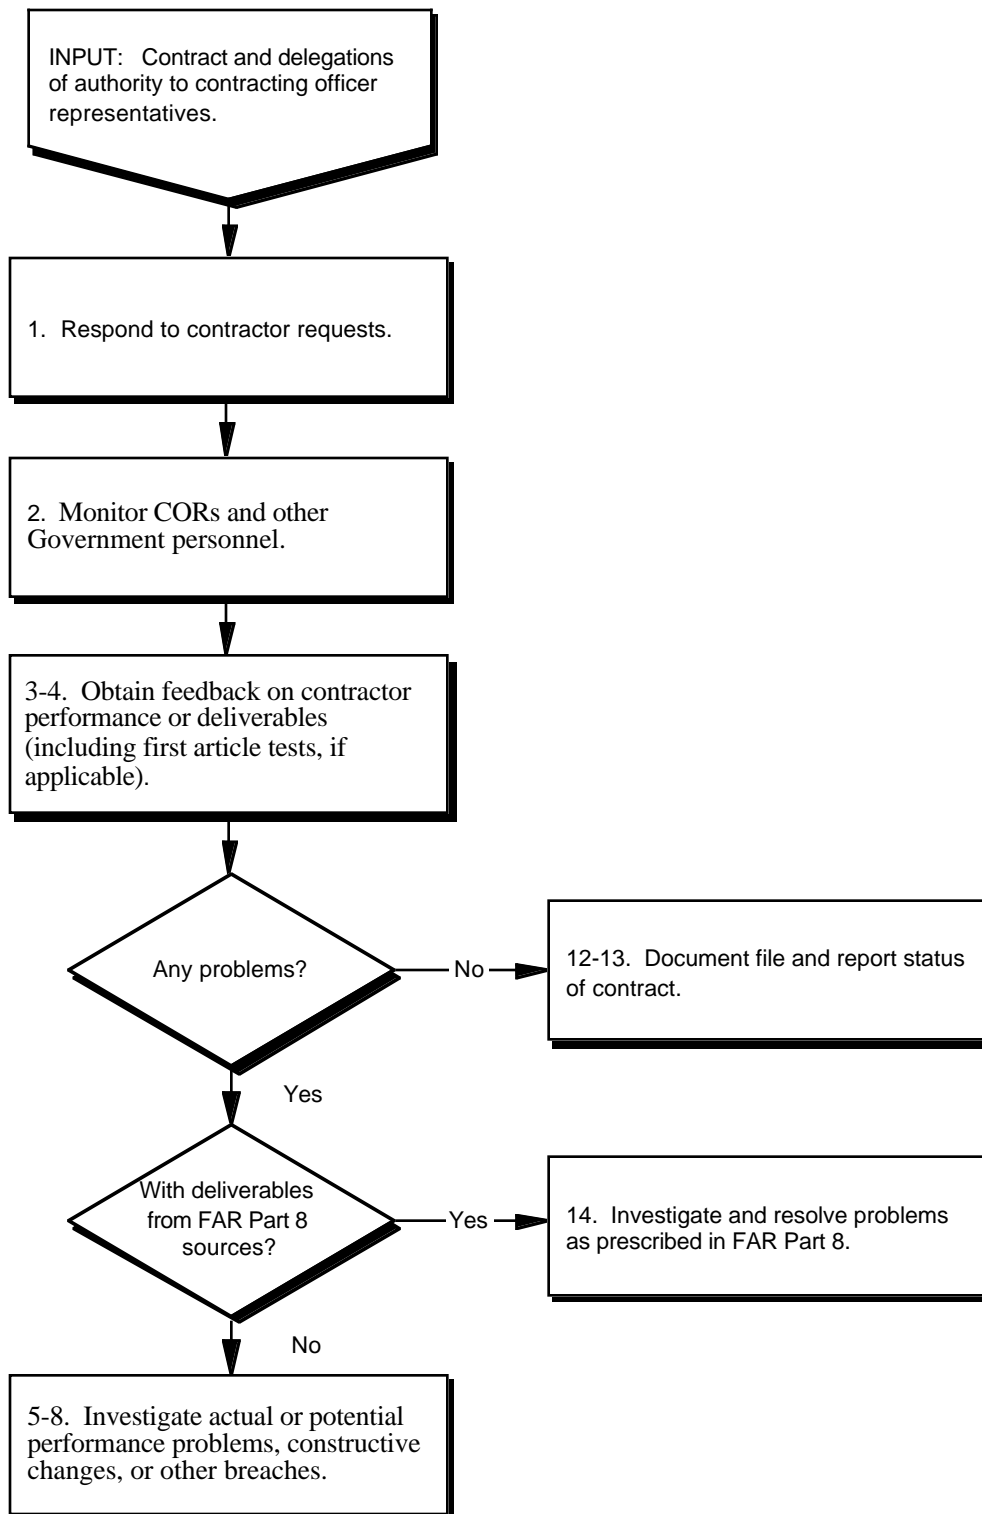 INPUT: Contract and delegations
of authority to contracting officer
representatives.
1. Respond to contractor requests.
2. Monitor CORs and other
Government personnel.
3-4. Obtain feedback on contractor
performance or deliverables
(including first article tests, if
applicable).
Any problems?
No
12-13. Document file and report status
of contract.
Yes
With deliverables
from FAR Part 8
sources?
Yes
14. Investigate and resolve problems
as prescribed in FAR Part 8.
No
5-8. Investigate actual or potential
performance problems, constructive
changes, or other breaches.